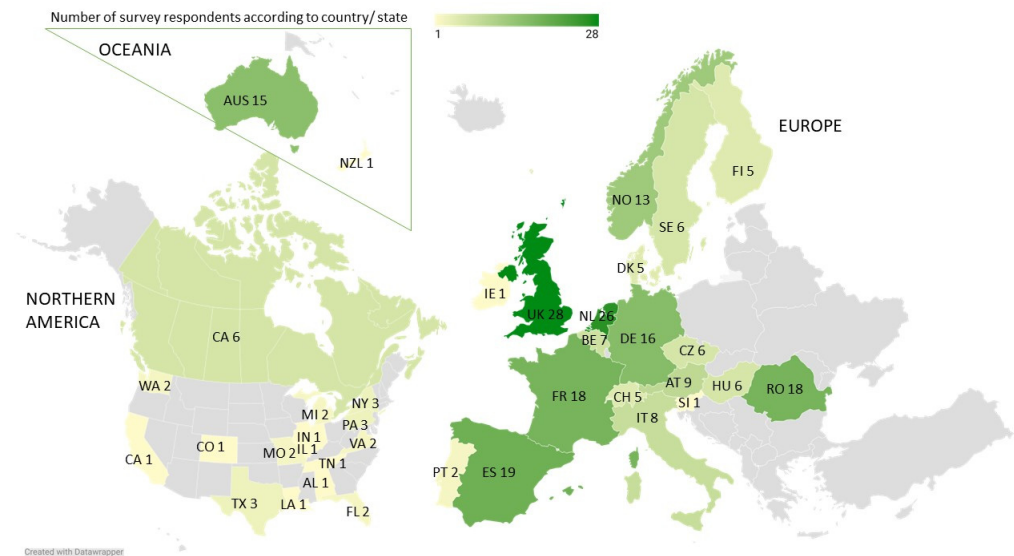 Number of survey respondents according to country/ state
1
28
OCEANIA
AUS 15
NZL 1
EUROPE
FI 5
NO 13
SE 6
DK 5
IE 1
UK 28
NL 26
BE 7
DE 16
CZ 6
FR 18
CH 5
AT 9
HU 6
RO 18
SI 1
IT 8
PT 2
ES 19
NORTHERN
AMERICA
CA 6
WA 2
NY 3
MI 2
PA 3
IN 1
VA 2
CO 1
MO 2
IL 1
CA 1
TN 1
AL 1
TX 3
LA 1
FL 2
Created with Datawrapper